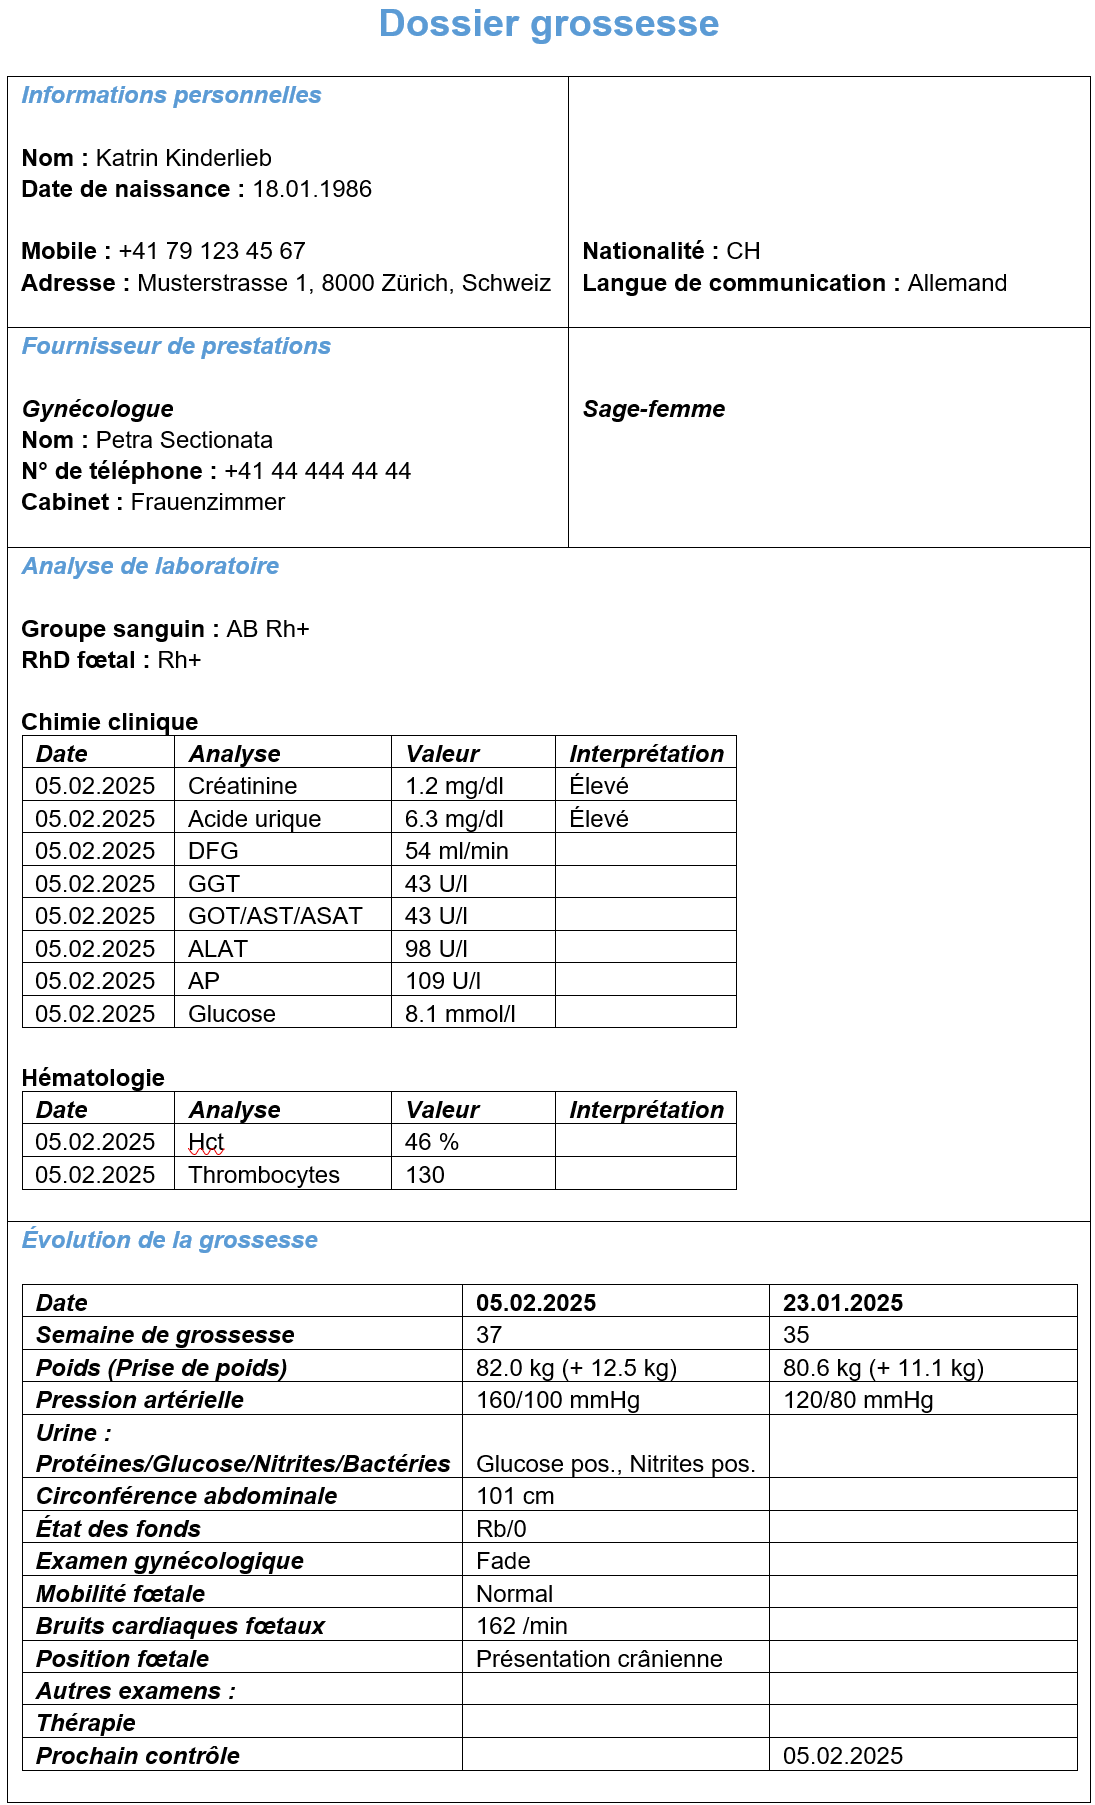 Dossier grossesse
Informations personnelles
Nom : Katrin Kinderlieb
Date de naissance : 18.01.1986
Mobile : +41 79 123 45 67
Adresse : Musterstrasse 1, 8000 Zürich, Schweiz
Nationalité : CH
Langue de communication : Allemand
Fournisseur de prestations
Gynécologue
Nom : Petra Sectionata
N° de téléphone : +41 44 444 44 44
Cabinet : Frauenzimmer
Sage-femme
Analyse de laboratoire
Groupe sanguin : AB Rh+
RhD fœtal : Rh+
Chimie clinique
Date Analyse Valeur Interprétation
05.02.2025 Créatinine 1.2 mg/dl Élevé
05.02.2025 Acide urique 6.3 mg/dl Élevé
05.02.2025 DFG 54 ml/min
05.02.2025 GGT 43 U/l
05.02.2025 GOT/AST/ASAT 43 U/l
05.02.2025 ALAT 98 U/l
05.02.2025 AP 109 U/l
05.02.2025 Glucose 8.1 mmol/l
Hématologie
Date Analyse Valeur Interprétation
05.02.2025 Hct 46 %
05.02.2025 Thrombocytes 130
Évolution de la grossesse
Date 05.02.2025 23.01.2025
Semaine de grossesse 37 35
Poids (Prise de poids) 82.0 kg (+ 12.5 kg) 80.6 kg (+ 11.1 kg)
Pression artérielle 160/100 mmHg 120/80 mmHg
Urine :
Protéines/Glucose/Nitrites/Bactéries Glucose pos., Nitrites pos.
Circonférence abdominale 101 cm
État des fonds Rb/0
Examen gynécologique Fade
Mobilité fœtale Normal
Bruits cardiaques fœtaux 162 /min
Position fœtale Présentation crânienne
Autres examens :
Thérapie
Prochain contrôle 05.02.2025